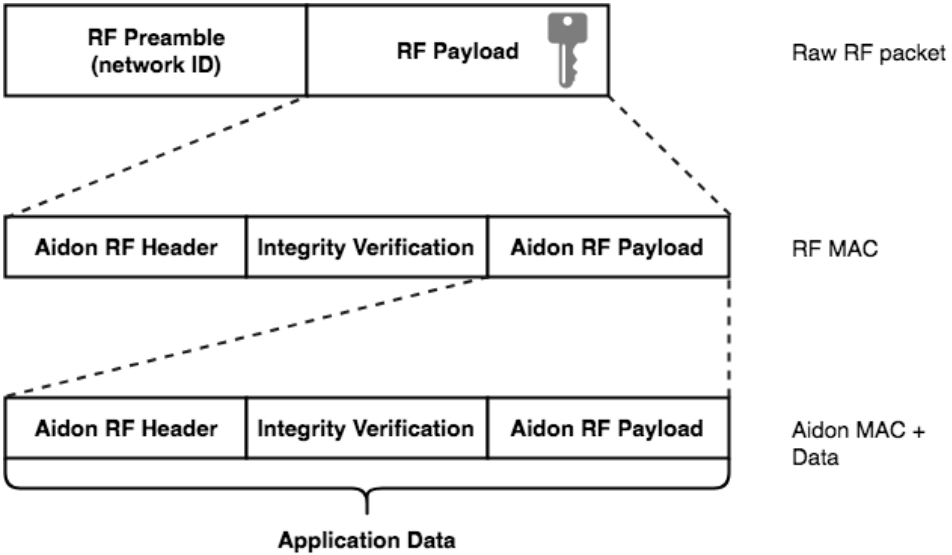 RF Preamble
(network ID)
RF Payload
Raw RF packet
Aidon RF Header
Integrity Verification
Aidon RF Payload
RF MAC
Aidon RF Header
Integrity Verification
Aidon RF Payload
Aidon MAC +
Data
Application Data